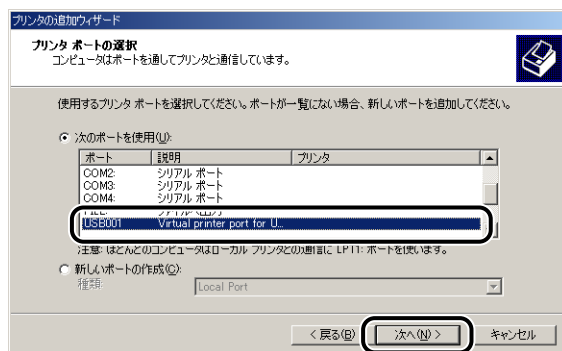 プリンタの追加ウィザード
プリンタ ポートの選択
コンピュータはポートを通してプリンタと通信しています。
使用するプリンタ ポートを選択してください。ポートが一覧にない場合、新しいポートを追加してください。
次のポートを使用(U):
ポート 説明 プリンタ
COM2: シリアル ポート
COM3: シリアル ポート
COM4: シリアル ポート
FILE: ファイルへ出力
USB001 Virtual printer port for U...
注意: ほとんどのコンピュータはローカル プリンタとの通信に LPT1: ポートを使います。
新しいポートの作成(C):
種類:
Local Port
< 戻る(B) 次へ(N) > キャンセル